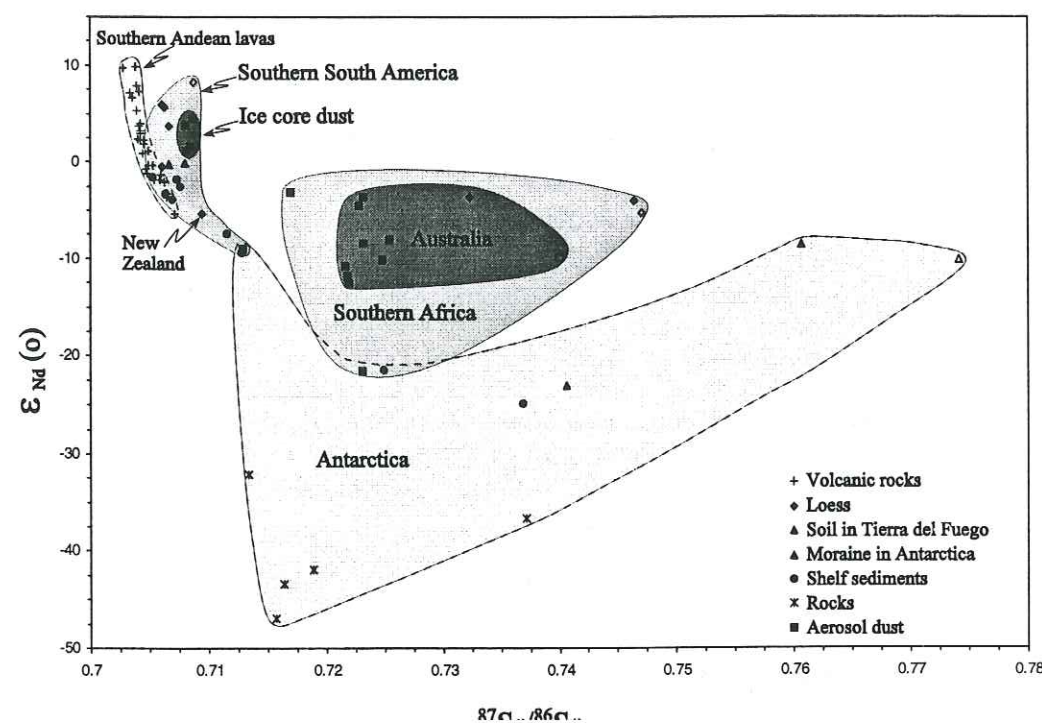 Southern Andean lavas
Southern South America
Ice core dust
New
Zealand
Australia
Southern Africa
Antarctica
ε Nd (o)
10
5
0
-5
-10
-20
-30
-40
-50
0.7
0.71
0.72
0.73
0.74
0.75
0.76
0.77
0.78
Volcanic rocks
Loess
Soil in Tierra del Fuego
Moraine in Antarctica
Shelf sediments
Rocks
Aerosol dust